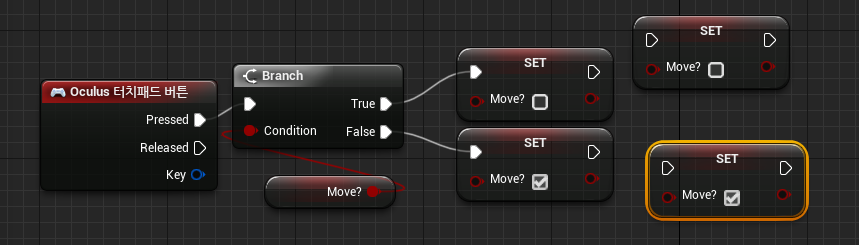 Oculus 터치패드 버튼
Pressed
Released
Key
Branch
True
Condition
False
Move?
SET
Move?
SET
Move?
SET
Move?
SET
Move?